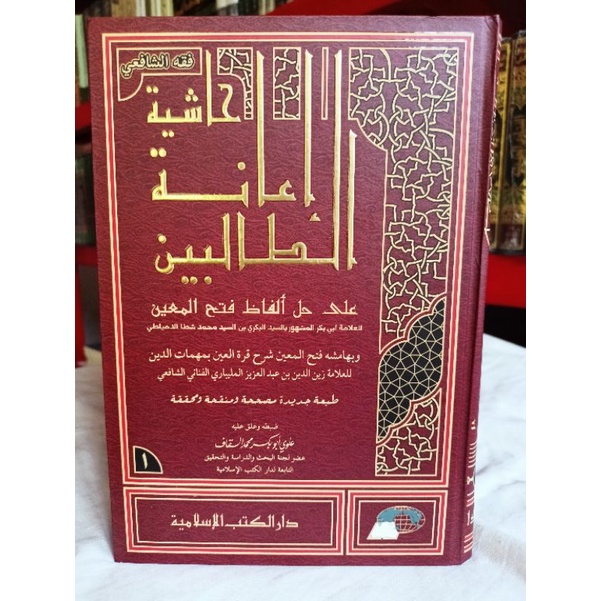 فقه الشافعي
حاشية
إعانة
الطالبين
على حل ألفاظ فتح المعين
للعلامة ابي بكر المشهور بالسيد البكري بن السيد محمد شطا الدمياطي
وبهامشه فتح المعين شرح قرة العين بمهمات الدين
للعلامة زين الدين بن عبد العزيز المليباري الفناني الشافعي
طبعة جديدة مصححة ومنقحة ومحققة
ضبطه وعلق عليه
علوي ابو بكر محمد السقاف
عضو لجنة البحث والدراسة والتحقيق
التابعة لدار الكتب الإسلامية
١
دار الكتب الإسلامية